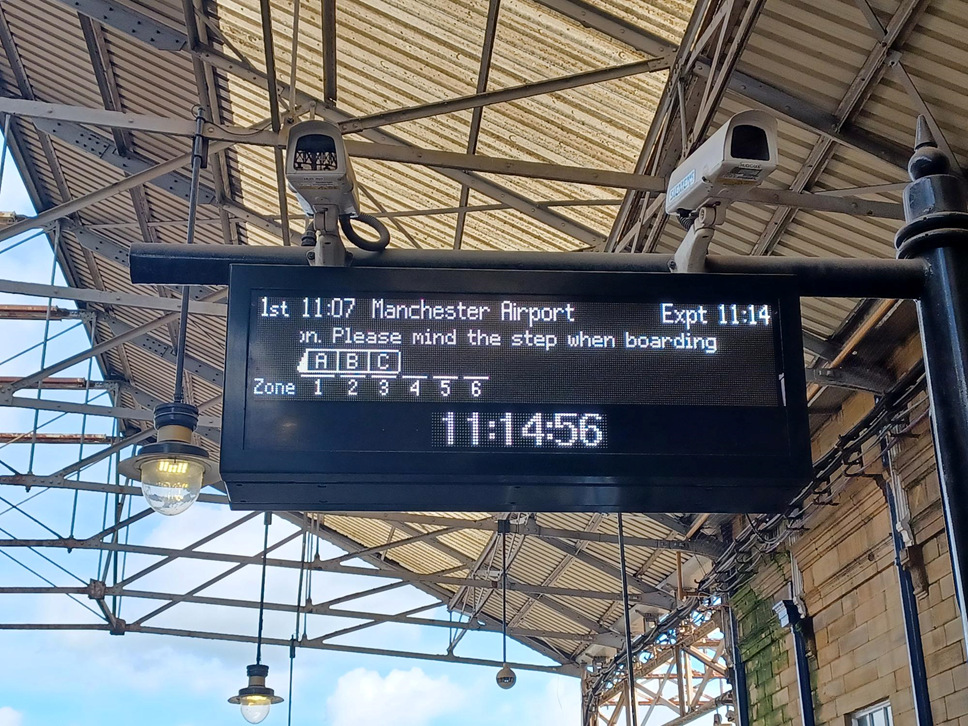 1st 11:07 Manchester Airport Expt 11:14
n. Please mind the step when boarding
A B C
Zone 1 2 3 4 5 6
11:14:56